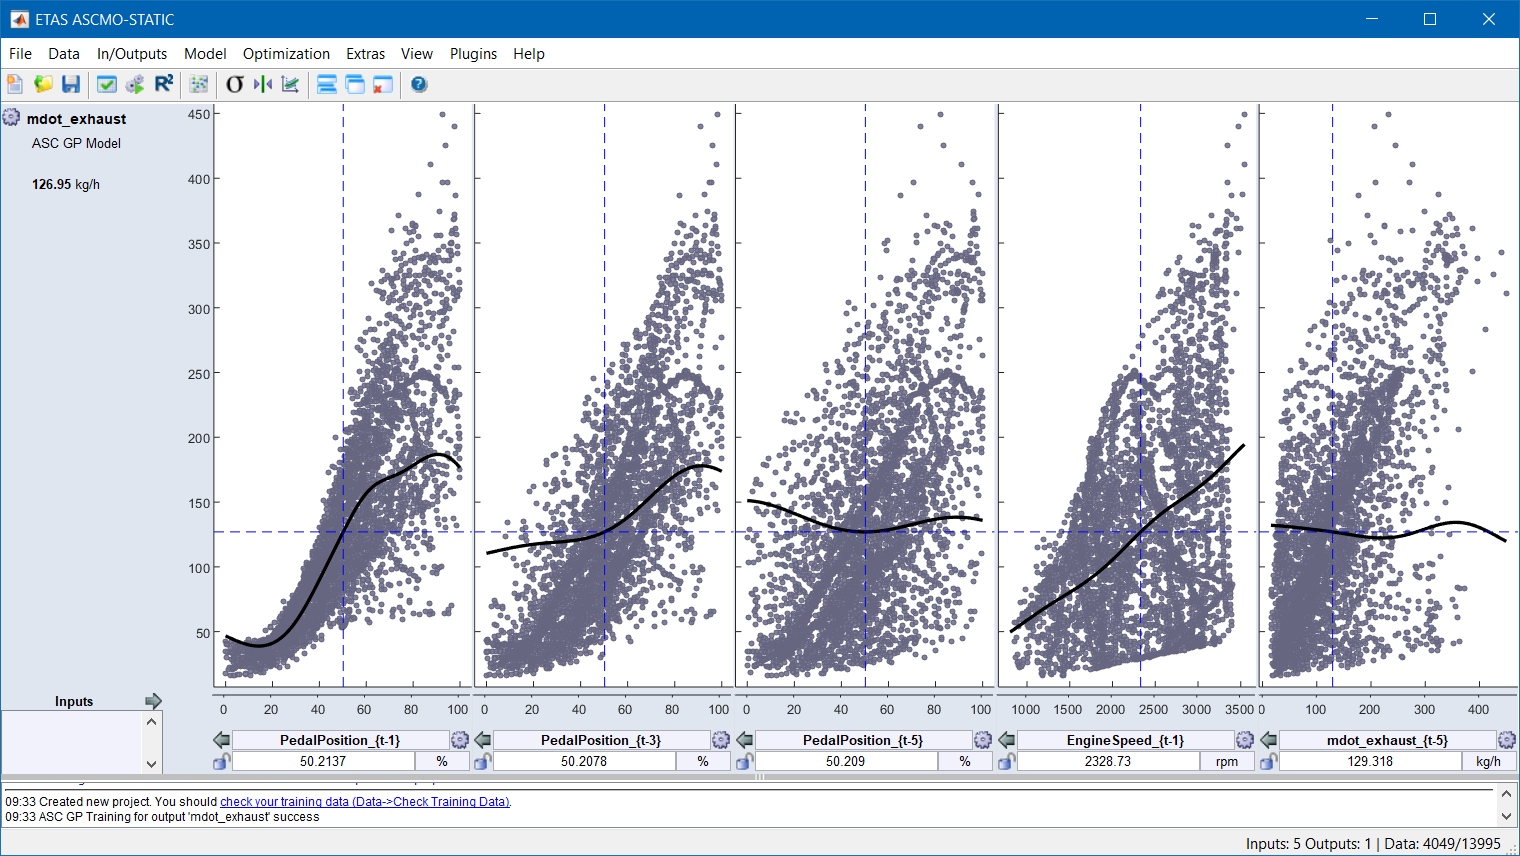 ETAS ASCMO-STATIC
File Data In/Outputs Model Optimization Extras View Plugins Help
R²
σ
?
mdot_exhaust
ASC GP Model
126.95 kg/h
450
400
350
300
250
200
150
100
50
Inputs
0 20 40 60 80 100
0 20 40 60 80 100
0 20 40 60 80 100
1000 1500 2000 2500 3000 3500
0 100 200 300 400
PedalPosition_{t-1} PedalPosition_{t-3} PedalPosition_{t-5} EngineSpeed_{t-1} mdot_exhaust_{t-5}
50.2137 % 50.2078 % 50.209 % 2328.73 rpm 129.318 kg/h
09:33 Created new project. You should check your training data (Data->Check Training Data).
09:33 ASC GP Training for output 'mdot_exhaust' success
Inputs: 5 Outputs: 1 | Data: 4049/13995